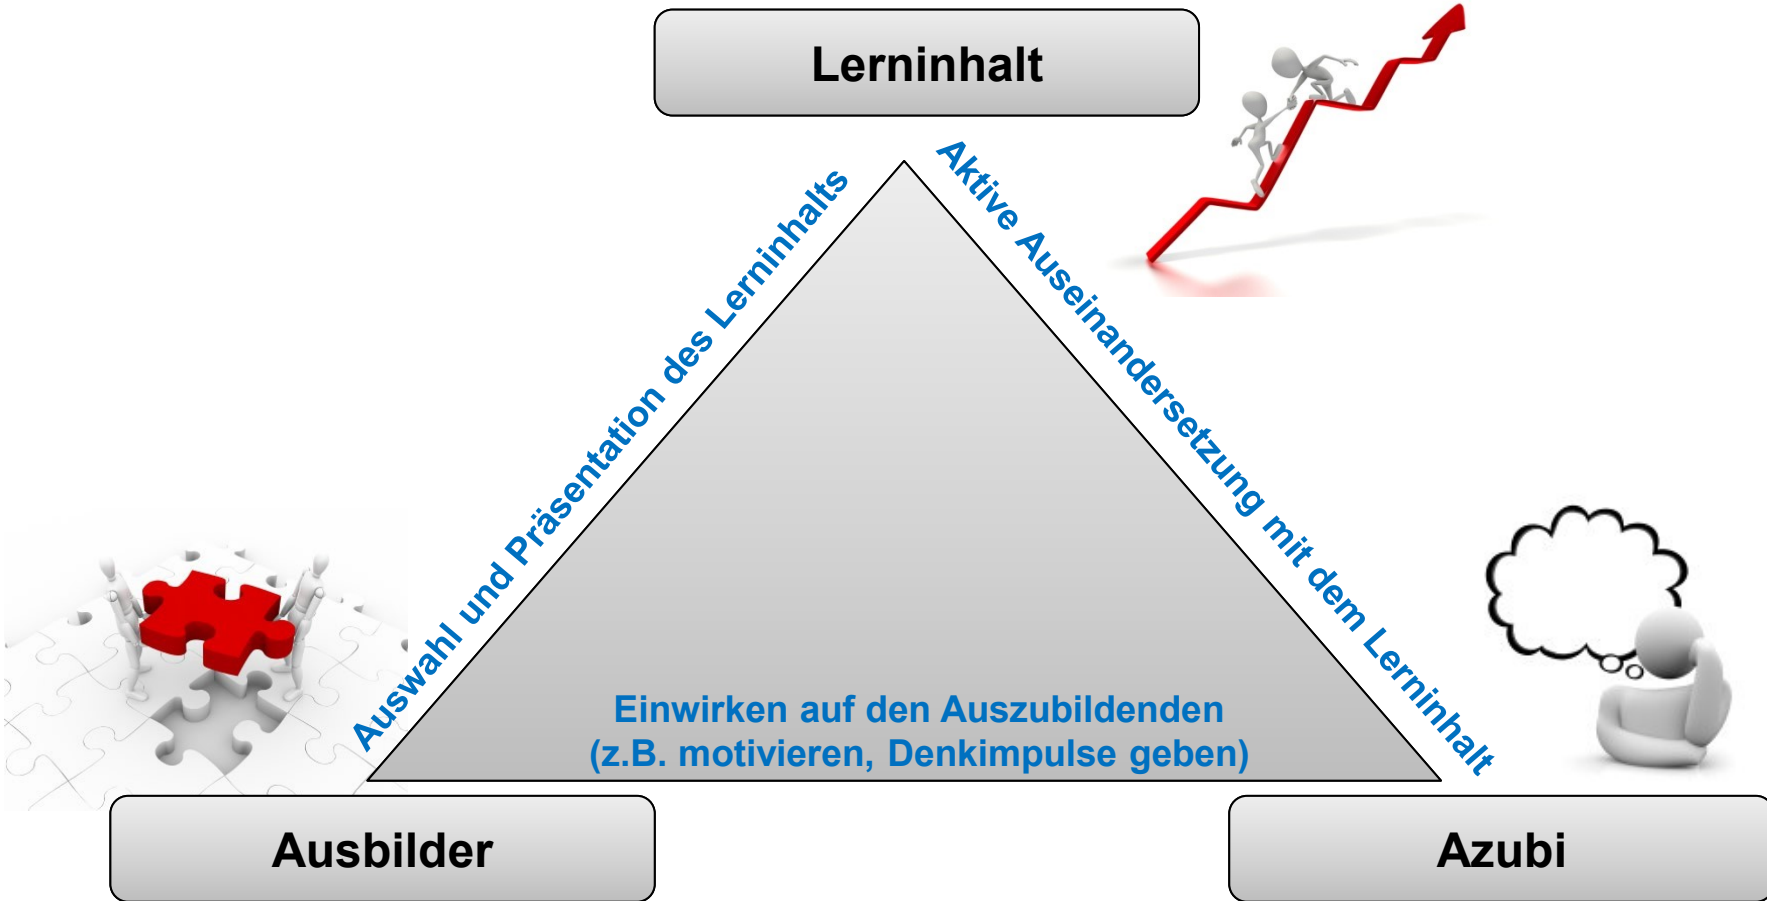 Lerninhalt
Auswahl und Präsentation des Lerninhalts
Aktive Auseinandersetzung mit dem Lerninhalt
Einwirken auf den Auszubildenden
(z.B. motivieren, Denkimpulse geben)
Ausbilder
Azubi